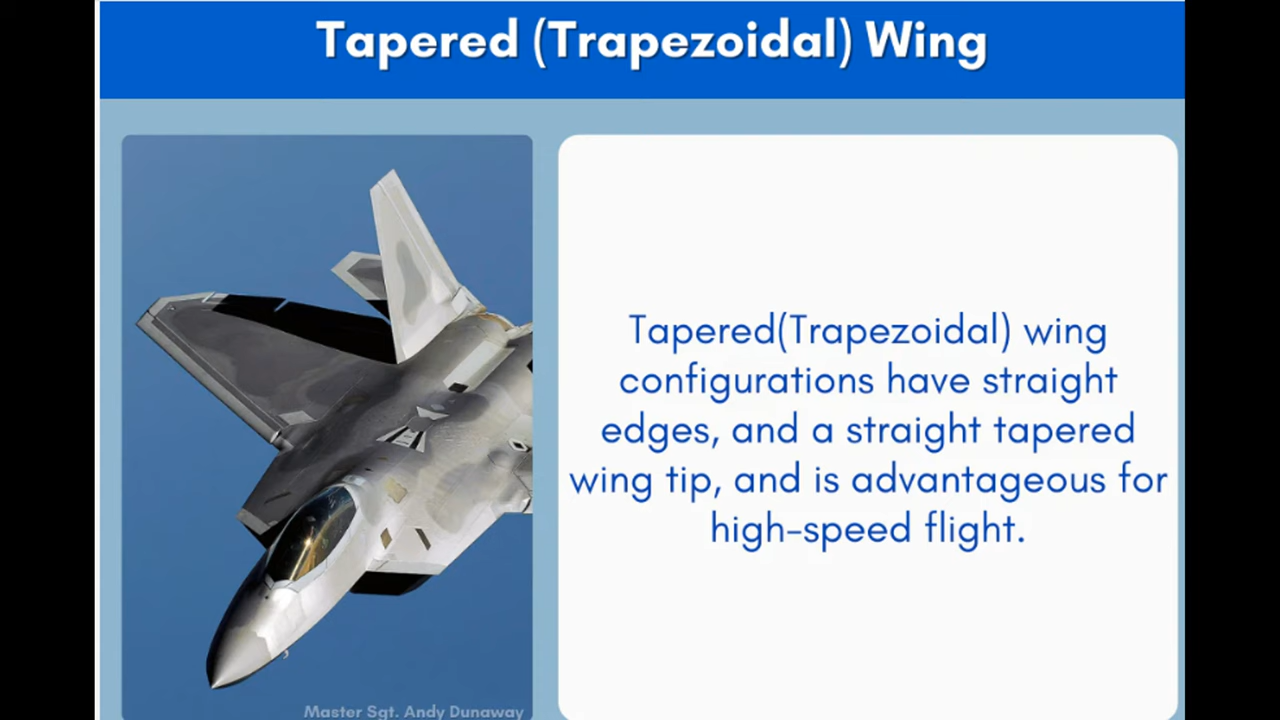 Tapered (Trapezoidal) Wing
Tapered(Trapezoidal) wing
configurations have straight
edges, and a straight tapered
wing tip, and is advantageous for
high-speed flight.
Master Sgt. Andy Dunaway